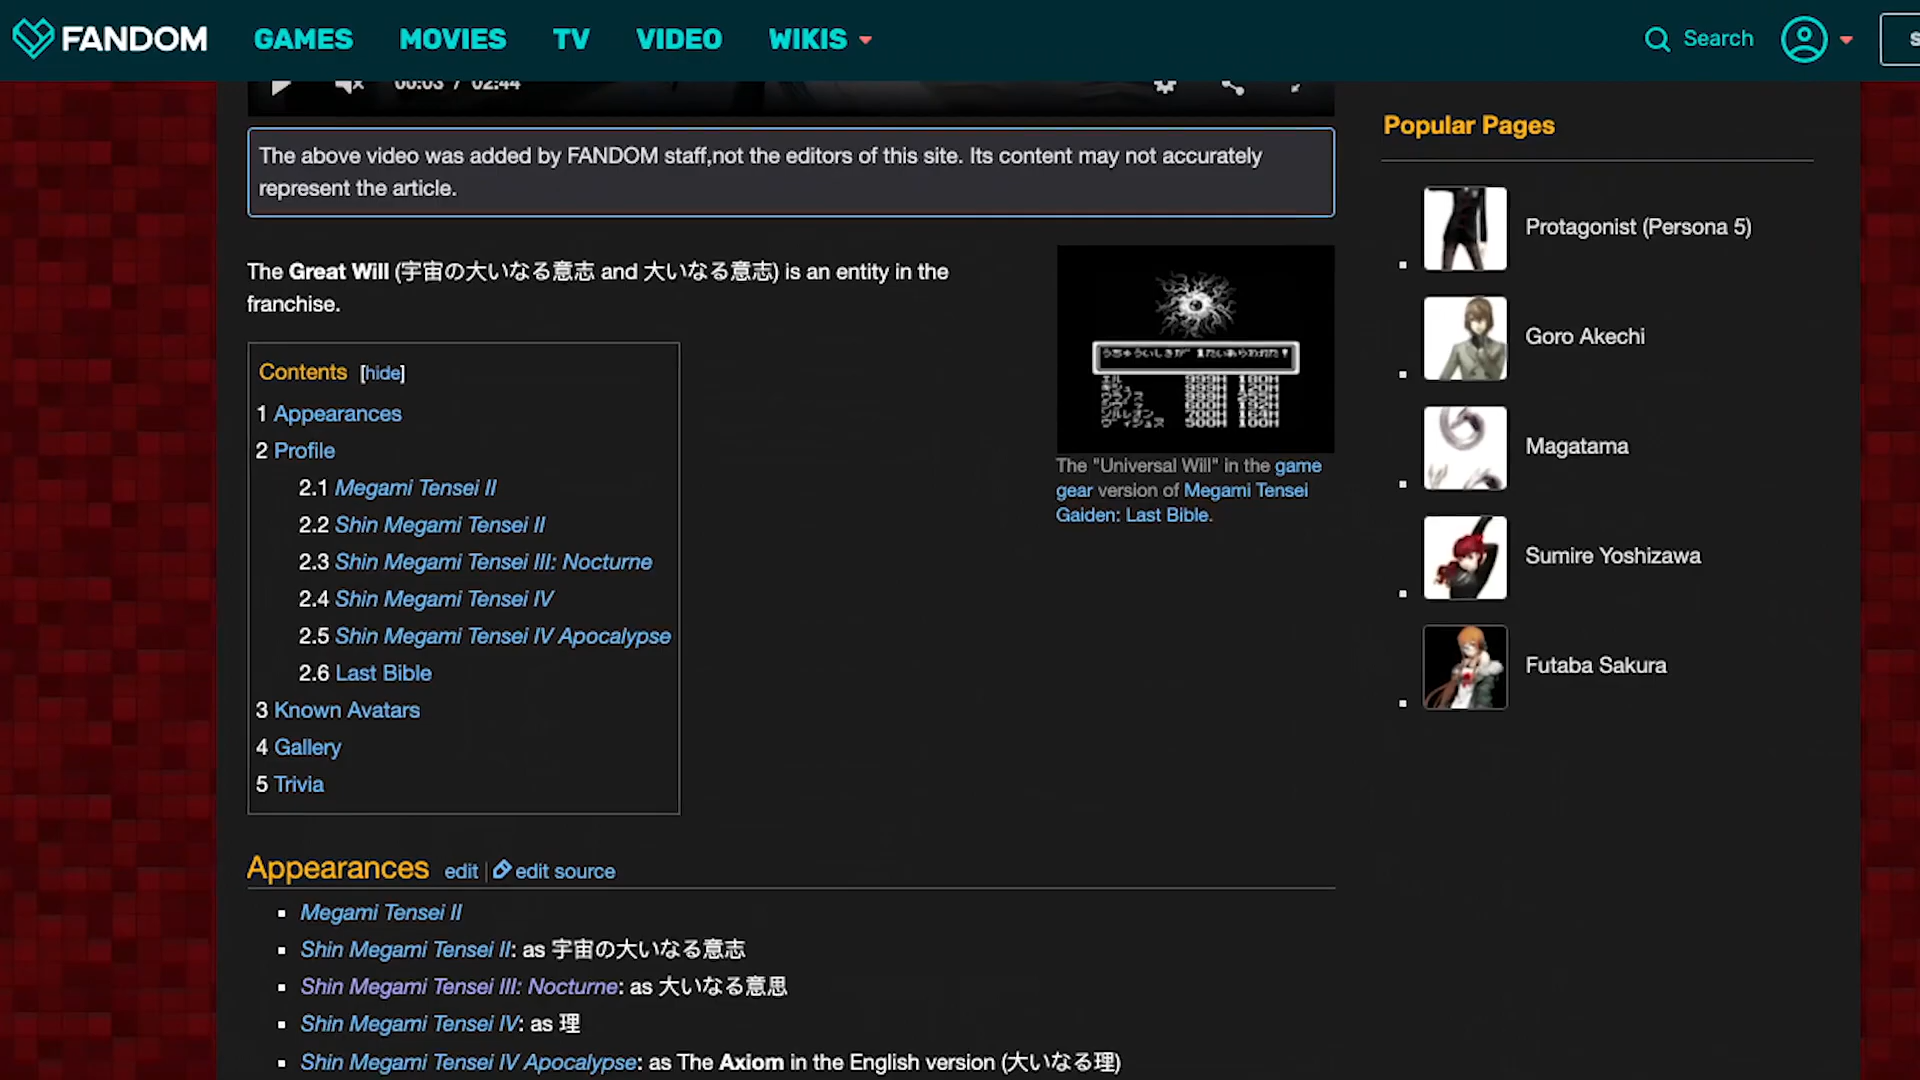 FANDOM GAMES MOVIES TV VIDEO WIKIS Search
00:03 / 02:44
The above video was added by FANDOM staff,not the editors of this site. Its content may not accurately
represent the article.
The Great Will (宇宙の大いなる意志 and 大いなる意志) is an entity in the
franchise.
Contents [hide]
1 Appearances
2 Profile
2.1 Megami Tensei II
2.2 Shin Megami Tensei II
2.3 Shin Megami Tensei III: Nocturne
2.4 Shin Megami Tensei IV
2.5 Shin Megami Tensei IV Apocalypse
2.6 Last Bible
3 Known Avatars
4 Gallery
5 Trivia
The "Universal Will" in the game
gear version of Megami Tensei
Gaiden: Last Bible.
Appearances edit | edit source
Megami Tensei II
Shin Megami Tensei II: as 宇宙の大いなる意志
Shin Megami Tensei III: Nocturne: as 大いなる意思
Shin Megami Tensei IV: as 理
Shin Megami Tensei IV Apocalypse: as The Axiom in the English version (大いなる理)
Popular Pages
Protagonist (Persona 5)
Goro Akechi
Magatama
Sumire Yoshizawa
Futaba Sakura